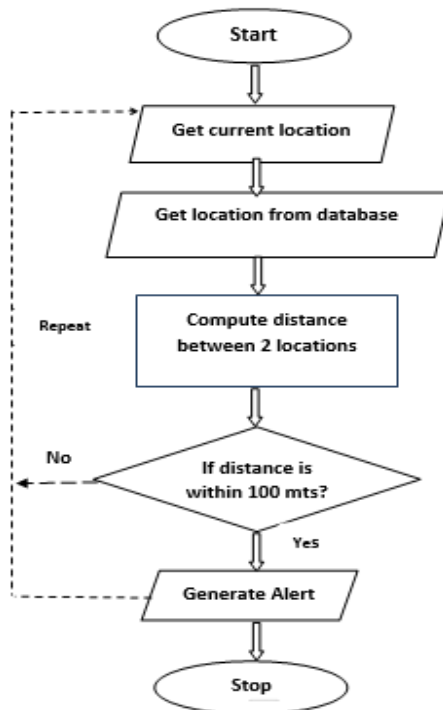 Start
Get current location
Get location from database
Repeat
Compute distance
between 2 locations
No
If distance is
within 100 mts?
Yes
Generate Alert
Stop